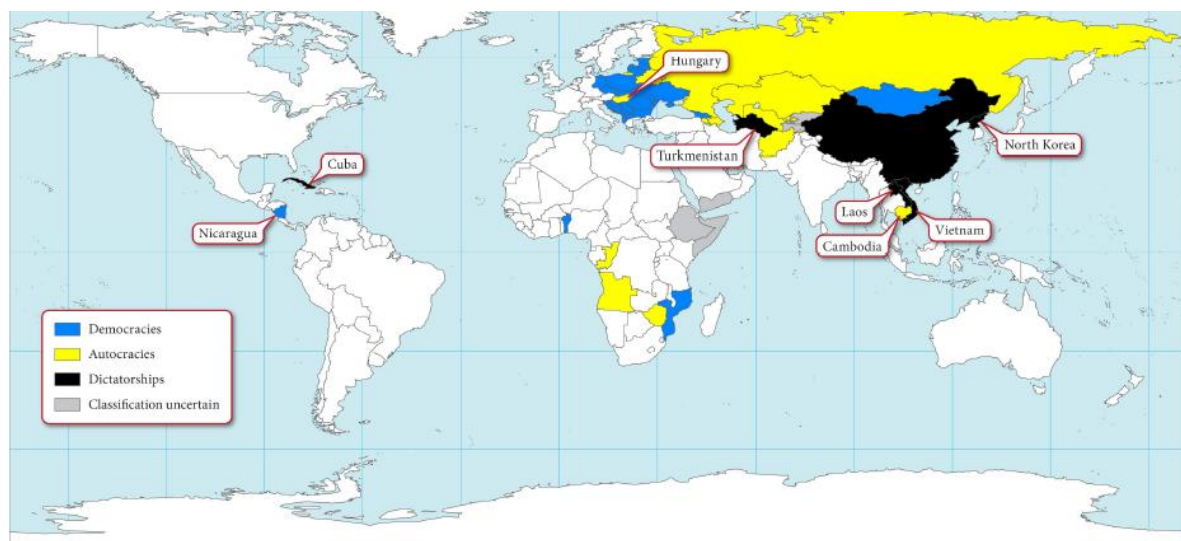 Hungary
North Korea
Turkmenistan
Cuba
Nicaragua
Laos
Vietnam
Cambodia
Democracies
Autocracies
Dictatorships
Classification uncertain